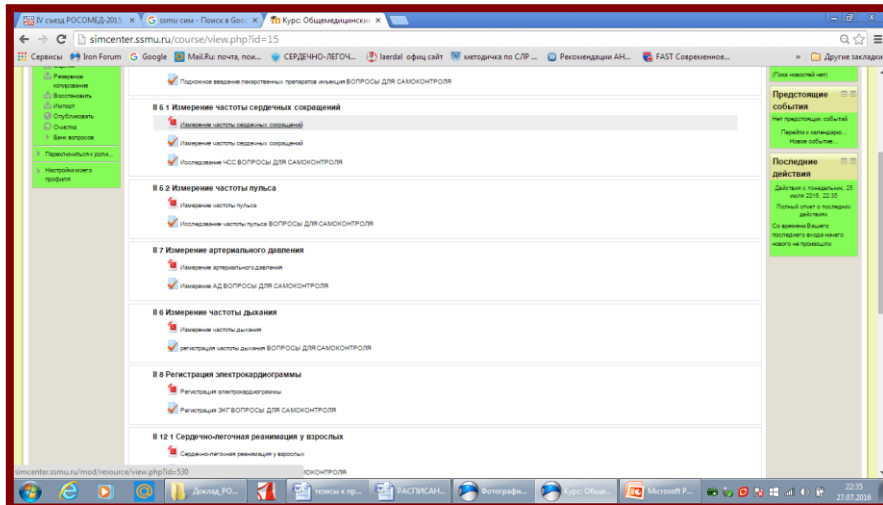 IV съезд РОСОМЕД-2015,
ssmu сим - Поиск в Goo
Курс: Общемедицински
simcenter.ssmu.ru/course/view.php?id=15
Сервисы
Iron Forum
Google
Mail.Ru: почта, пои...
СЕРДЕЧНО-ЛЕГОЧ...
laerdal офиц сайт
методичка по СЛР ...
Рекомендации АН...
FAST Современное...
»
Другие закладки
Резервное
копирование
Восстановить
Импорт
Опубликовать
Очистка
Банк вопросов
Переключиться к роли...
Настройки моего
профиля
Подкожное введение лекарственных препаратов инъекция ВОПРОСЫ ДЛЯ САМОКОНТРОЛЯ
II 6 1 Измерение частоты сердечных сокращений
Измерение частоты сердечных сокращений
Измерение частоты сердечных сокращений
Исследование ЧСС ВОПРОСЫ ДЛЯ САМОКОНТРОЛЯ
II 6 2 Измерение частоты пульса
Измерение частоты пульса
Исследование частоты пульса ВОПРОСЫ ДЛЯ САМОКОНТРОЛЯ
II 7 Измерение артериального давления
Измерение артериального давления
Измерение АД ВОПРОСЫ ДЛЯ САМОКОНТРОЛЯ
II 6 Измерение частоты дыхания
Измерение частоты дыхания
регистрация частоты дыхания ВОПРОСЫ ДЛЯ САМОКОНТРОЛЯ
II 8 Регистрация электрокардиограммы
Регистрация электрокардиограммы
Регистрация ЭКГ ВОПРОСЫ ДЛЯ САМОКОНТРОЛЯ
II 12 1 Сердечно-легочная реанимация у взрослых
Сердечно-легочная реанимация у взрослых
МОКОНТРОЛЯ
(Пока новостей нет)
Предстоящие
события
Нет предстоящих событий
Перейти к календарю...
Новое событие...
Последние
действия
Действия с понедельник, 25
июля 2016, 22:35
Полный отчет о последних
действиях
Со времени Вашего
последнего входа ничего
нового не произошло
simcenter.ssmu.ru/mod/resource/view.php?id=530
Доклад_РО...
тезисы к пр...
РАСПИСАН...
Фотографи...
Курс: Обще...
Microsoft P...
22:35
27.07.2016